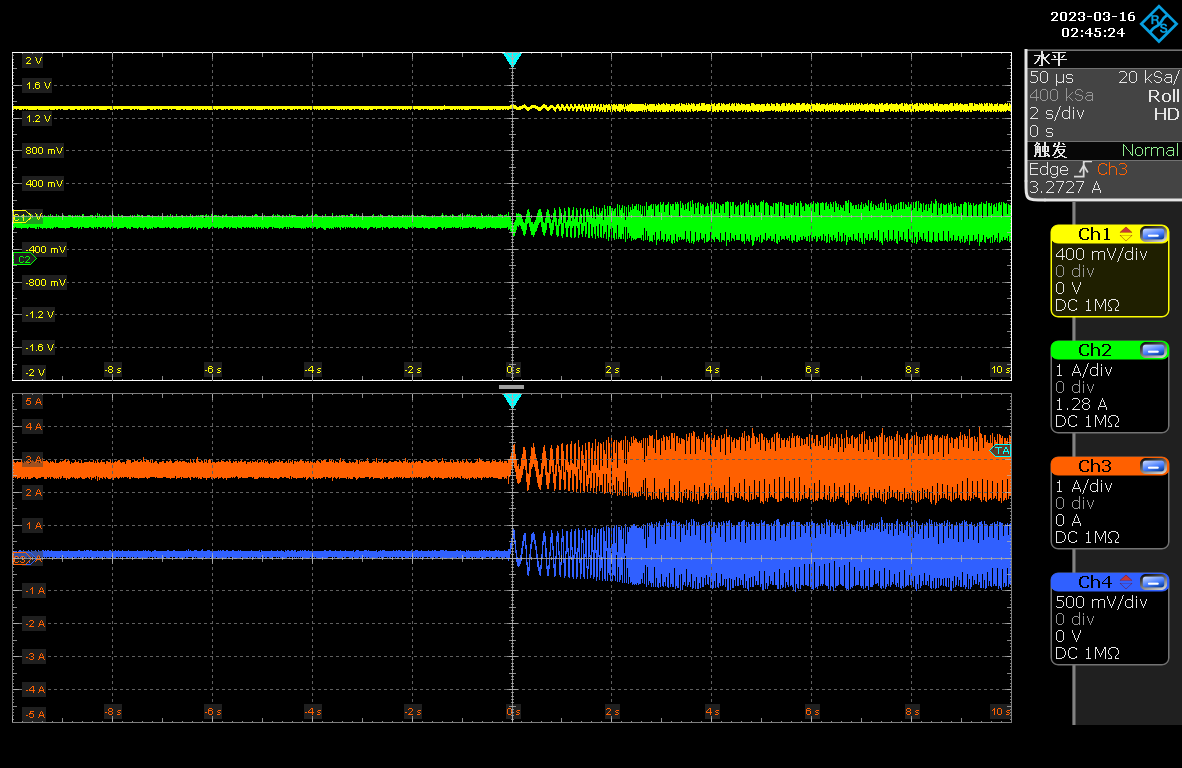 2023-03-16
02:45:24
R S
水平
50 µs 20 kSa/
400 kSa Roll
2 s/div HD
0 s
触发 Normal
Edge Ch3
3.2727 A
2 V
1.6 V
1.2 V
800 mV
400 mV
C1 V
-400 mV
C2
-800 mV
-1.2 V
-1.6 V
-2 V
-8 s -6 s -4 s -2 s 0 s 2 s 4 s 6 s 8 s 10 s
5 A
4 A
3 A
TA
2 A
1 A
A
-1 A
-2 A
-3 A
-4 A
-5 A
-8 s -6 s -4 s -2 s 0 s 2 s 4 s 6 s 8 s 10 s
Ch1
400 mV/div
0 div
0 V
DC 1MΩ
Ch2
1 A/div
0 div
1.28 A
DC 1MΩ
Ch3
1 A/div
0 div
0 A
DC 1MΩ
Ch4
500 mV/div
0 div
0 V
DC 1MΩ